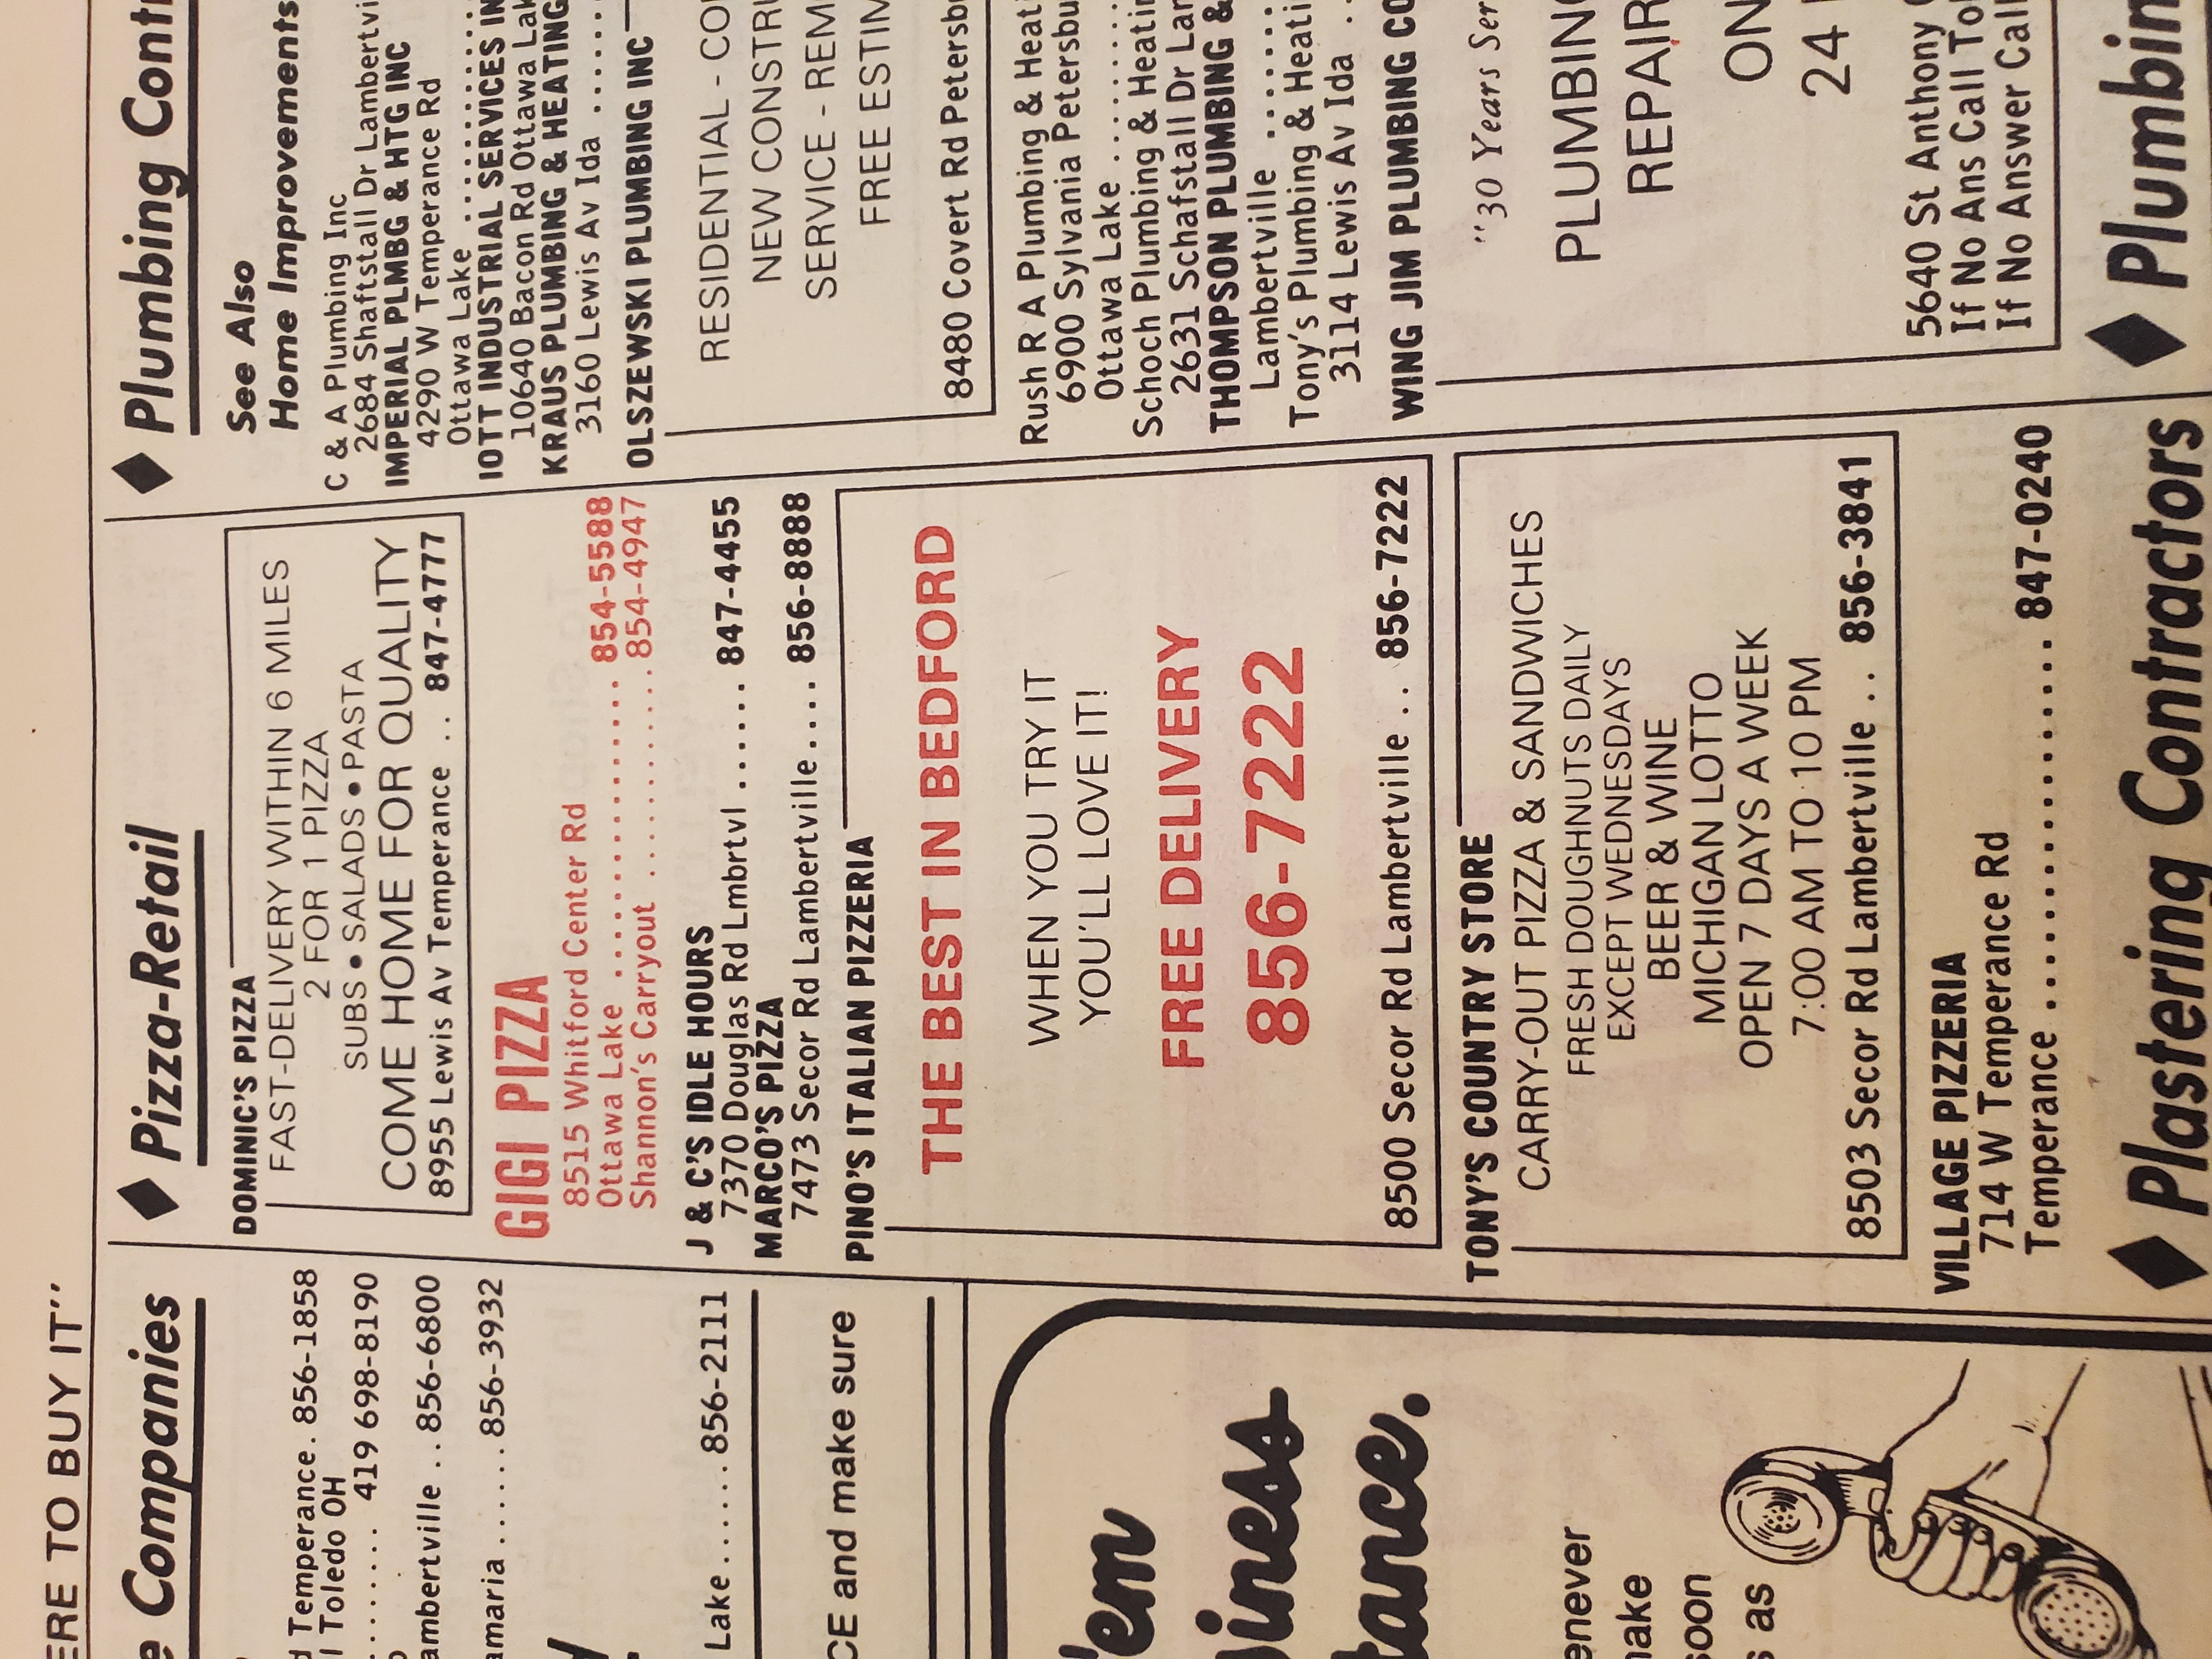 ERE TO BUY IT"
e Companies
d Temperance . 856-1858
l Toledo OH
......... 419 698-8190
ambertville .. 856-6800
amaria ...... 856-3932
Lake ....... 856-2111
CE and make sure
'em
iness
tance.
enever
make
soon
s as
◆ Pizza-Retail
DOMINIC'S PIZZA
FAST-DELIVERY WITHIN 6 MILES
2 FOR 1 PIZZA
SUBS • SALADS • PASTA
COME HOME FOR QUALITY
8955 Lewis Av Temperance .. 847-4777
GIGI PIZZA
8515 Whitford Center Rd
Ottawa Lake .................... 854-5588
Shannon's Carryout ............. 854-4947
J & C'S IDLE HOURS
7370 Douglas Rd Lmbrtvl ....... 847-4455
MARCO'S PIZZA
7473 Secor Rd Lambertville .... 856-8888
PINO'S ITALIAN PIZZERIA
THE BEST IN BEDFORD
WHEN YOU TRY IT
YOU'LL LOVE IT!
FREE DELIVERY
856-7222
8500 Secor Rd Lambertville .. 856-7222
TONY'S COUNTRY STORE
CARRY-OUT PIZZA & SANDWICHES
FRESH DOUGHNUTS DAILY
EXCEPT WEDNESDAYS
BEER & WINE
MICHIGAN LOTTO
OPEN 7 DAYS A WEEK
7:00 AM TO 10 PM
8503 Secor Rd Lambertville .. 856-3841
VILLAGE PIZZERIA
714 W Temperance Rd
Temperance ..................... 847-0240
◆ Plastering Contractors
◆ Plumbing Cont
See Also
Home Improvements
C & A Plumbing Inc
2684 Shaftstall Dr Lambertvi
IMPERIAL PLMBG & HTG INC
4290 W Temperance Rd
Ottawa Lake ............
IOTT INDUSTRIAL SERVICES IN
10640 Bacon Rd Ottawa Lak
KRAUS PLUMBING & HEATING
3160 Lewis Av Ida ......
OLSZEWSKI PLUMBING INC
RESIDENTIAL - CO
NEW CONSTRU
SERVICE - REM
FREE ESTIM
8480 Covert Rd Petersb
Rush R A Plumbing & Heati
6900 Sylvania Petersbu
Ottawa Lake ........
Schoch Plumbing & Heatin
2631 Schafstall Dr Lar
THOMPSON PLUMBING &
Lambertville ......
Tony's Plumbing & Heati
3114 Lewis Av Ida ..
WING JIM PLUMBING CO
"30 Years Ser
PLUMBING
REPAIR
ON
24
5640 St Anthony
If No Ans Call Tol
If No Answer Call
◆ Plumbin